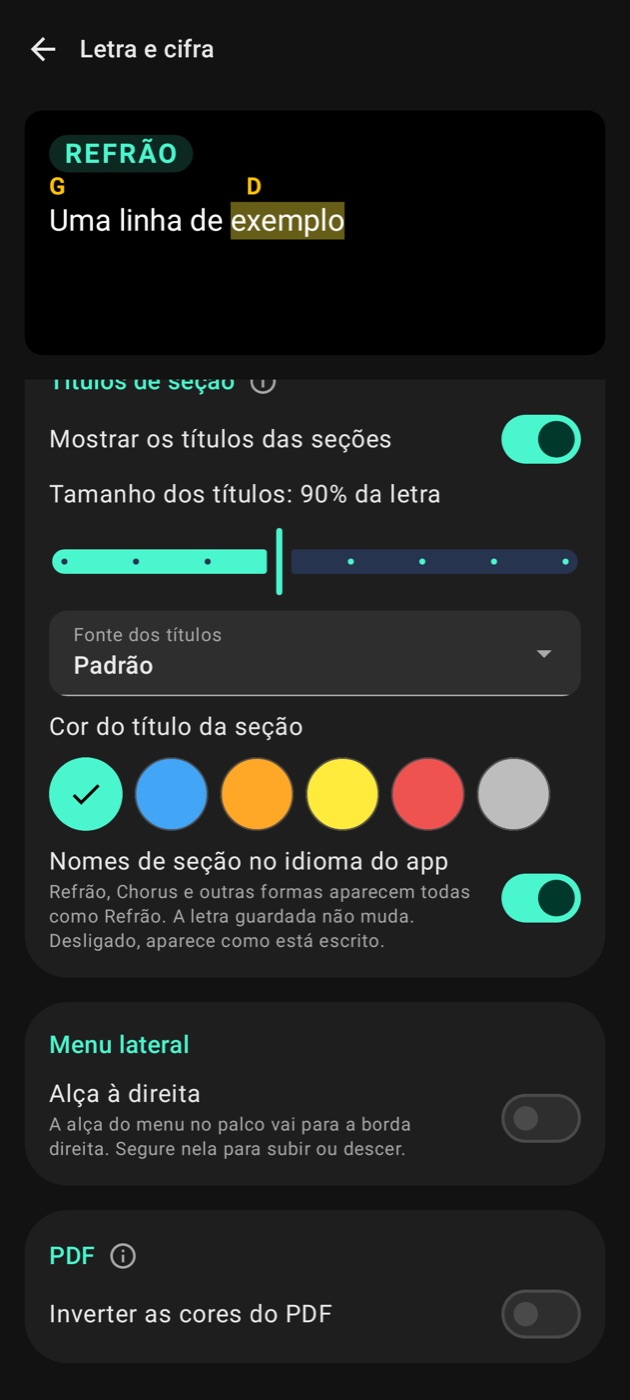 Letra e cifra
REFRÃO
G D
Uma linha de exemplo
Títulos de seção
Mostrar os títulos das seções
Tamanho dos títulos: 90% da letra
Fonte dos títulos
Padrão
Cor do título da seção
Nomes de seção no idioma do app
Refrão, Chorus e outras formas aparecem todas
como Refrão. A letra guardada não muda.
Desligado, aparece como está escrito.
Menu lateral
Alça à direita
A alça do menu no palco vai para a borda
direita. Segure nela para subir ou descer.
PDF
Inverter as cores do PDF